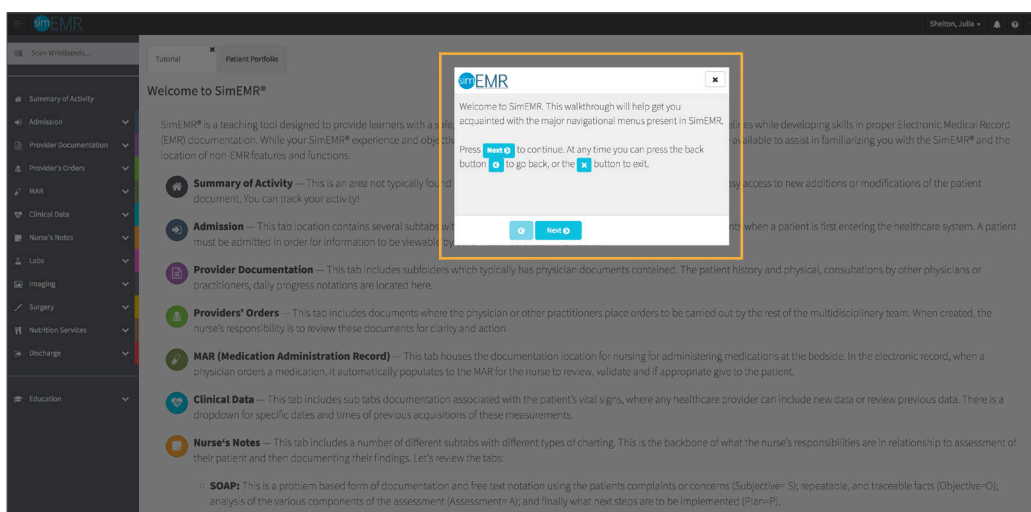 simEMR
Shelton, Julia
Scan Wristbands...
Summary of Activity
Admission
Provider Documentation
Provider's Orders
MAR
Clinical Data
Nurse's Notes
Labs
Imaging
Surgery
Nutrition Services
Discharge
Education
Tutorial
Patient Portfolio
Welcome to SimEMR®
SimEMR® is a teaching tool designed to provide learners with a safe, lines while developing skills in proper Electronic Medical Record
(EMR) documentation. While your SimEMR® experience and available to assist in familiarizing you with the SimEMR® and the
location of non-EMR features and functions.
Summary of Activity — This is an area not typically found access to new additions or modifications of the patient
document. You can track your activity!
Admission — This tab location contains several subtabs when a patient is first entering the healthcare system. A patient
must be admitted in order for information to be viewable by
Provider Documentation — This tab includes subfolders which typically has physician documents contained. The patient history and physical, consultations by other physicians or
practitioners, daily progress notations are located here.
Providers' Orders — This tab includes documents where the physician or other practitioners place orders to be carried out by the rest of the multidisciplinary team. When created, the
nurse's responsibility is to review these documents for clarity and action.
MAR (Medication Administration Record) — This tab houses the documentation location for nursing for administering medications at the bedside. In the electronic record, when a
physician orders a medication, it automatically populates to the MAR for the nurse to review, validate and if appropriate give to the patient.
Clinical Data — This tab includes sub tabs documentation associated with the patient's vital signs, where any healthcare provider can include new data or review previous data. There is a
dropdown for specific dates and times of previous acquisitions of these measurements.
Nurse's Notes — This tab includes a number of different subtabs with different types of charting. This is the backbone of what the nurse's responsibilities are in relationship to assessment of
their patient and then documenting their findings. Let's review the tabs:
SOAP: This is a problem based form of documentation and free text notation using the patients complaints or concerns (Subjective= S); repeatable, and traceable facts (Objective=O);
analysis of the various components of the assessment (Assessment= A); and finally what next steps are to be implemented (Plan=P).
simEMR
Welcome to SimEMR. This walkthrough will help get you
acquainted with the major navigational menus present in SimEMR.
Press Next to continue. At any time you can press the back
button to go back, or the x button to exit.
Next